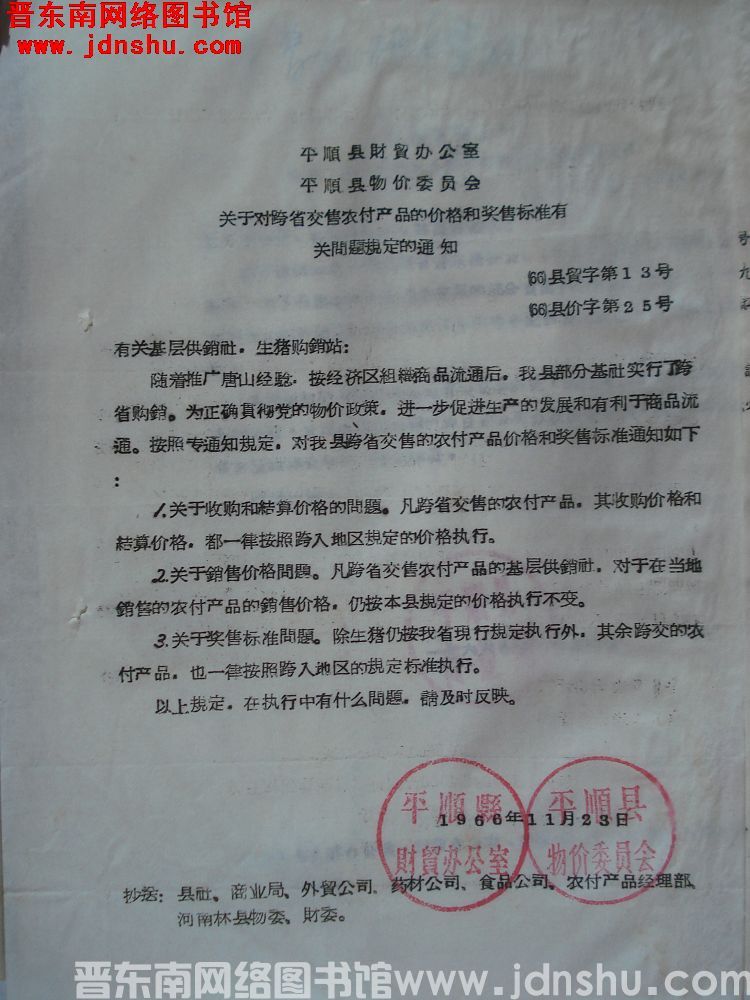 晋东南网络图书馆
www.jdnshu.com
平順县財貿办公室
平順县物价委员会
关于对跨省交售农付产品的价格和奖售标准有
关問題規定的通知
(66)县貿字第13号
(66)县价字第25号
有关基层供銷社、生猪购銷站：
随着推广唐山经驗，按经济区組織商品流通后，我县部分基社实行了跨
省购銷。为正确貫彻党的物价政策，进一步促进生产的发展和有利于商品流
通。按照专通知規定，对我县跨省交售的农付产品价格和奖售标准通知如下
：
1.关于收购和結算价格的問題。凡跨省交售的农付产品，其收购价格和
結算价格，都一律按照跨入地区規定的价格执行。
2.关于銷售价格問題。凡跨省交售农付产品的基层供銷社，对于在当地
銷售的农付产品的銷售价格，仍按本县規定的价格执行不变。
3.关于奖售标准問題。除生猪仍按我省現行規定执行外，其余跨交的农
付产品，也一律按照跨入地区的規定标准执行。
以上規定，在执行中有什么問題，請及时反映。
平順縣
財貿办公室
平順县
物价委员会
1966年11月23日
抄送：县社、商业局、外貿公司、药材公司、食品公司、农付产品经理部、
河南林县物委、財委。
晋东南网络图书馆www.jdnshu.com